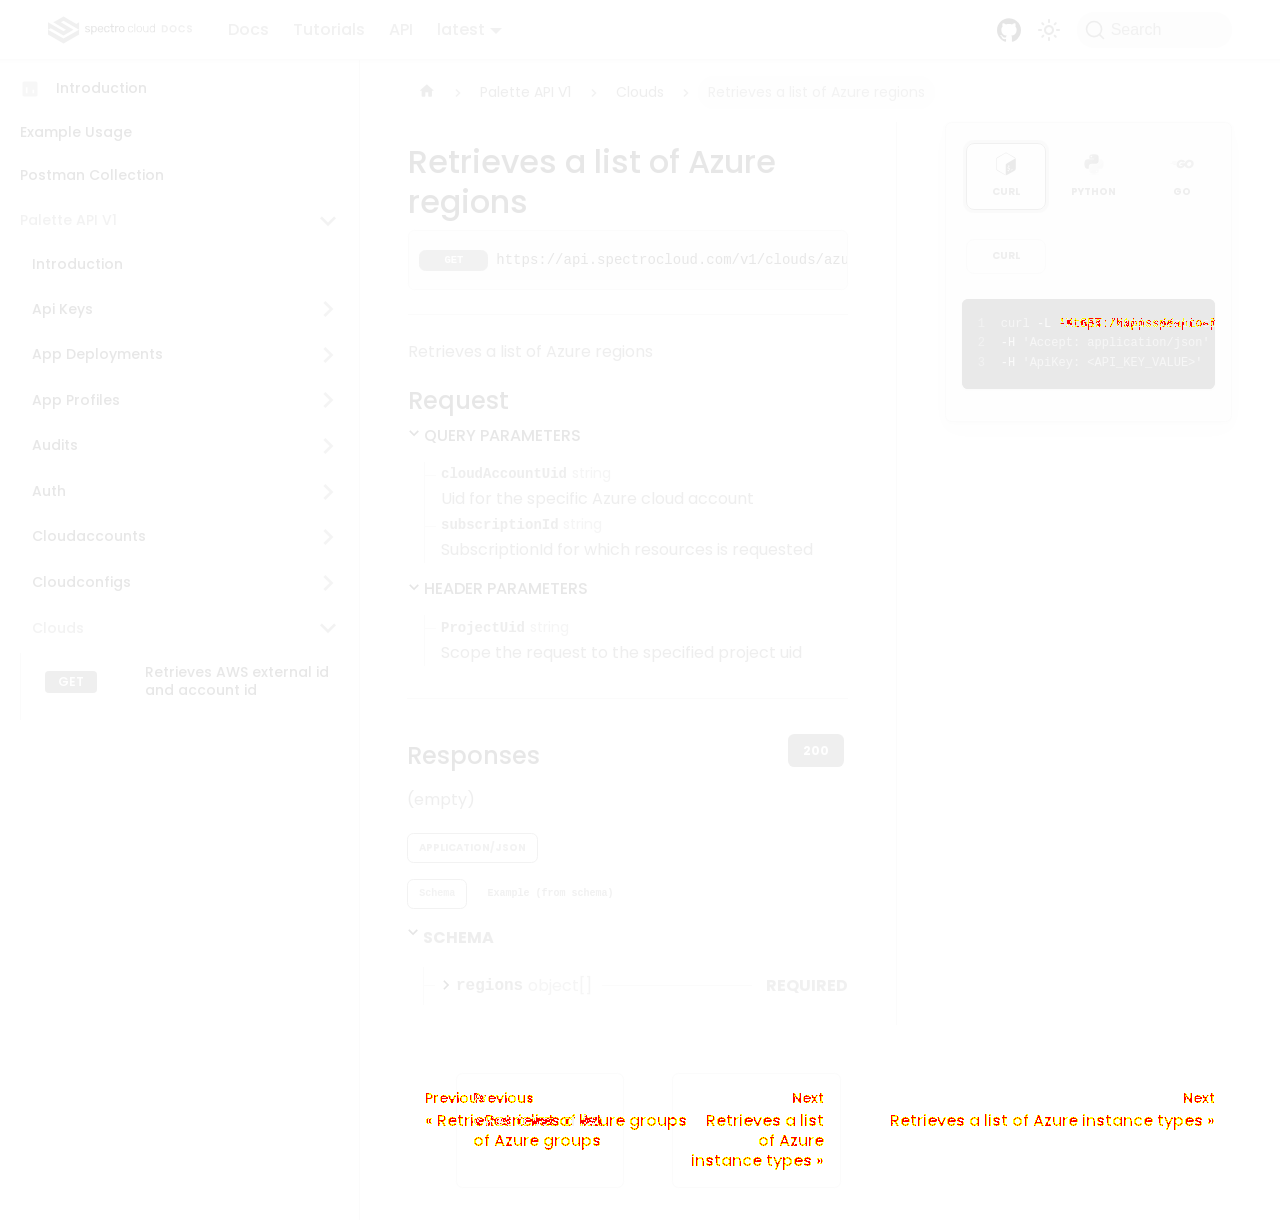 spectro cloud DOCS Docs Tutorials API latest Search
Introduction
Example Usage
Postman Collection
Palette API V1
Introduction
Api Keys
App Deployments
App Profiles
Audits
Auth
Cloudaccounts
Cloudconfigs
Clouds
GET Retrieves AWS external id
and account id
Palette API V1 Clouds Retrieves a list of Azure regions
Retrieves a list of Azure
regions
GET https://api.spectrocloud.com/v1/clouds/azu
Retrieves a list of Azure regions
Request
QUERY PARAMETERS
cloudAccountUid string
Uid for the specific Azure cloud account
subscriptionId string
SubscriptionId for which resources is requested
HEADER PARAMETERS
ProjectUid string
Scope the request to the specified project uid
Responses 200
(empty)
APPLICATION/JSON
Schema Example (from schema)
SCHEMA
regions object[] REQUIRED
CURL PYTHON GO
CURL
1 curl -L
2 -H 'Accept: application/json'
3 -H 'ApiKey: <API_KEY_VALUE>'
Previous Previous Next Next
of Azure groups
Retrieves a list
of Azure
instance types »
Retrieves a list of Azure instance types »